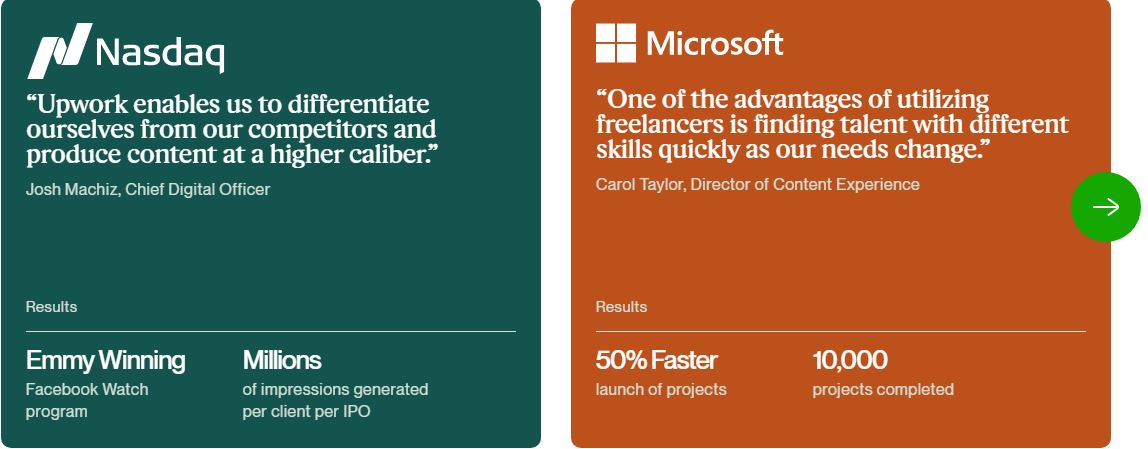 Nasdaq
“Upwork enables us to differentiate
ourselves from our competitors and
produce content at a higher caliber.”
Josh Machiz, Chief Digital Officer
Results
Emmy Winning
Facebook Watch
program
Millions
of impressions generated
per client per IPO
Microsoft
“One of the advantages of utilizing
freelancers is finding talent with different
skills quickly as our needs change.”
Carol Taylor, Director of Content Experience
Results
50% Faster
launch of projects
10,000
projects completed